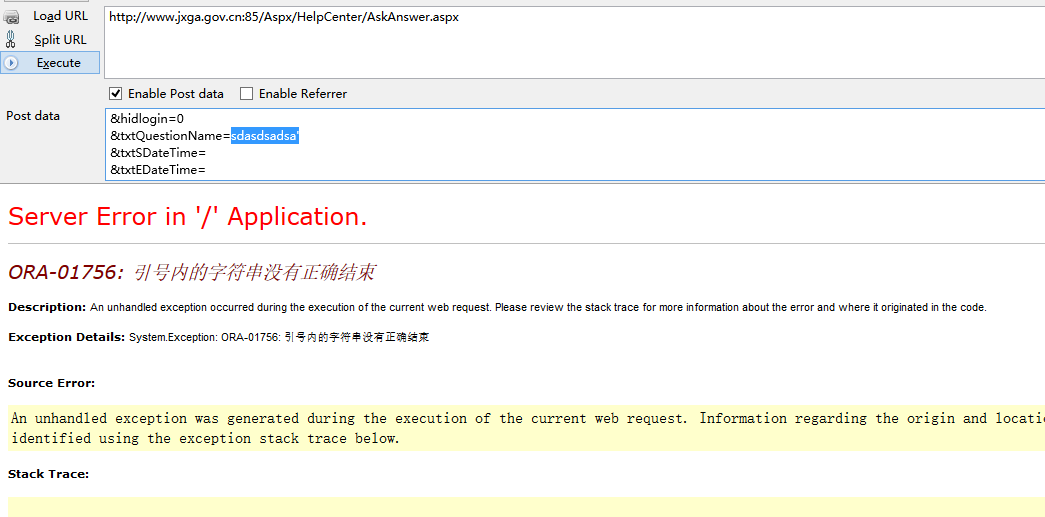 Load URL
http://www.jxga.gov.cn:85/Aspx/HelpCenter/AskAnswer.aspx
Split URL
Execute
Enable Post data Enable Referrer
Post data
&hidlogin=0
&txtQuestionName=sdasdsadsa'
&txtSDateTime=
&txtEDateTime=
Server Error in '/' Application.
ORA-01756: 引号内的字符串没有正确结束
Description: An unhandled exception occurred during the execution of the current web request. Please review the stack trace for more information about the error and where it originated in the code.
Exception Details: System.Exception: ORA-01756: 引号内的字符串没有正确结束
Source Error:
An unhandled exception was generated during the execution of the current web request. Information regarding the origin and locati
identified using the exception stack trace below.
Stack Trace: